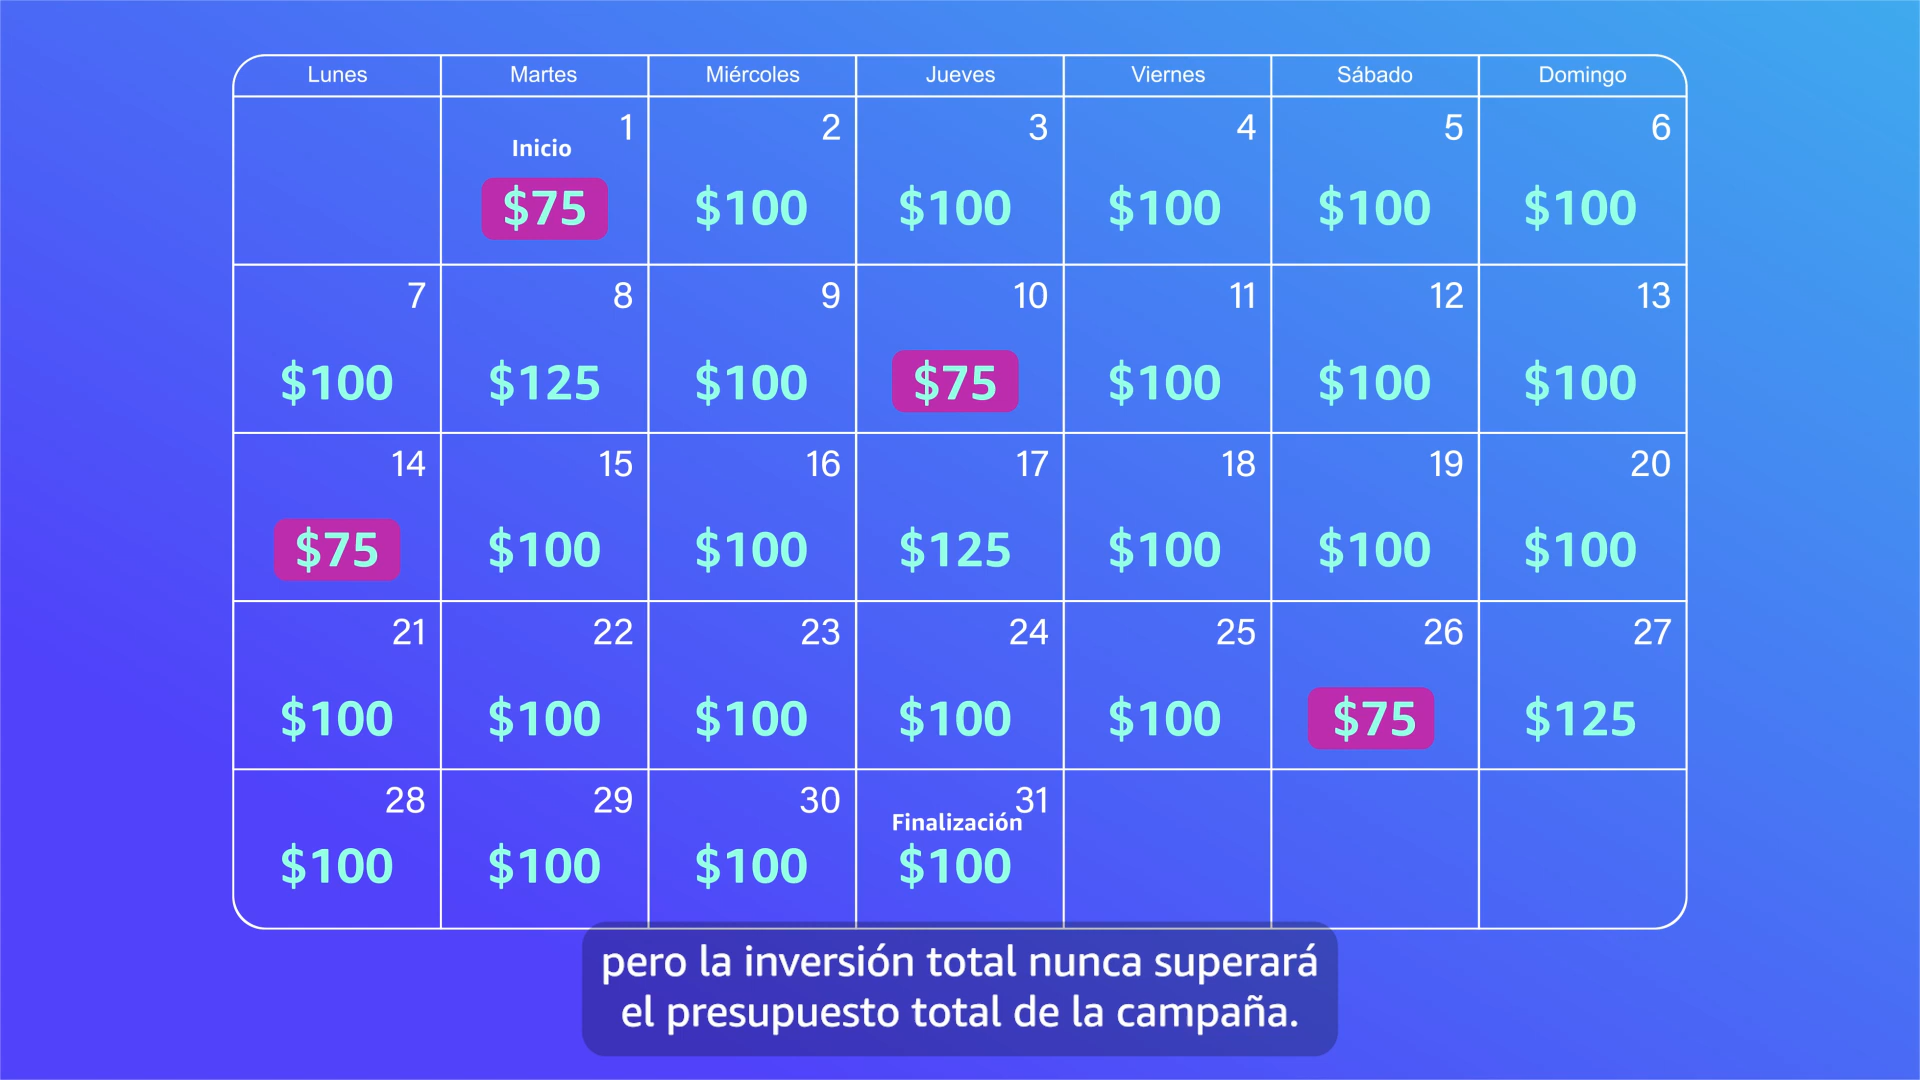 Lunes Martes Miércoles Jueves Viernes Sábado Domingo
1 2 3 4 5 6
Inicio
$75 $100 $100 $100 $100 $100
7 8 9 10 11 12 13
$100 $125 $100 $75 $100 $100 $100
14 15 16 17 18 19 20
$75 $100 $100 $125 $100 $100 $100
21 22 23 24 25 26 27
$100 $100 $100 $100 $100 $75 $125
28 29 30 31
Finalización
$100 $100 $100 $100
pero la inversión total nunca superará
el presupuesto total de la campaña.